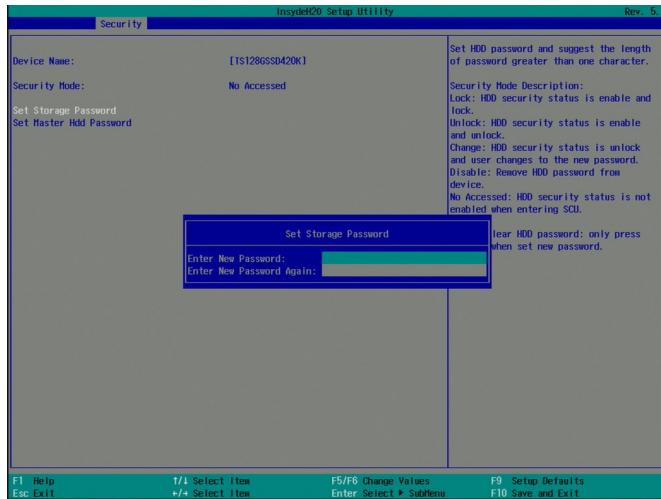 InsydeH20 Setup Utility Rev. 5.
Security
Device Name: [TS128GSSD420K]
Security Mode: No Accessed
Set Storage Password
Set Master Hdd Password
Set HDD password and suggest the length
of password greater than one character.
Security Mode Description:
Lock: HDD security status is enable and
lock.
Unlock: HDD security status is enable
and unlock.
Change: HDD security status is unlock
and user changes to the new password.
Disable: Remove HDD password from
device.
No Accessed: HDD security status is not
enabled when entering SCU.
lear HDD password: only press
when set new password.
Set Storage Password
Enter New Password:
Enter New Password Again:
F1 Help ↑/↓ Select Item F5/F6 Change Values F9 Setup Defaults
Esc Exit ←/→ Select Item Enter Select ► SubMenu F10 Save and Exit